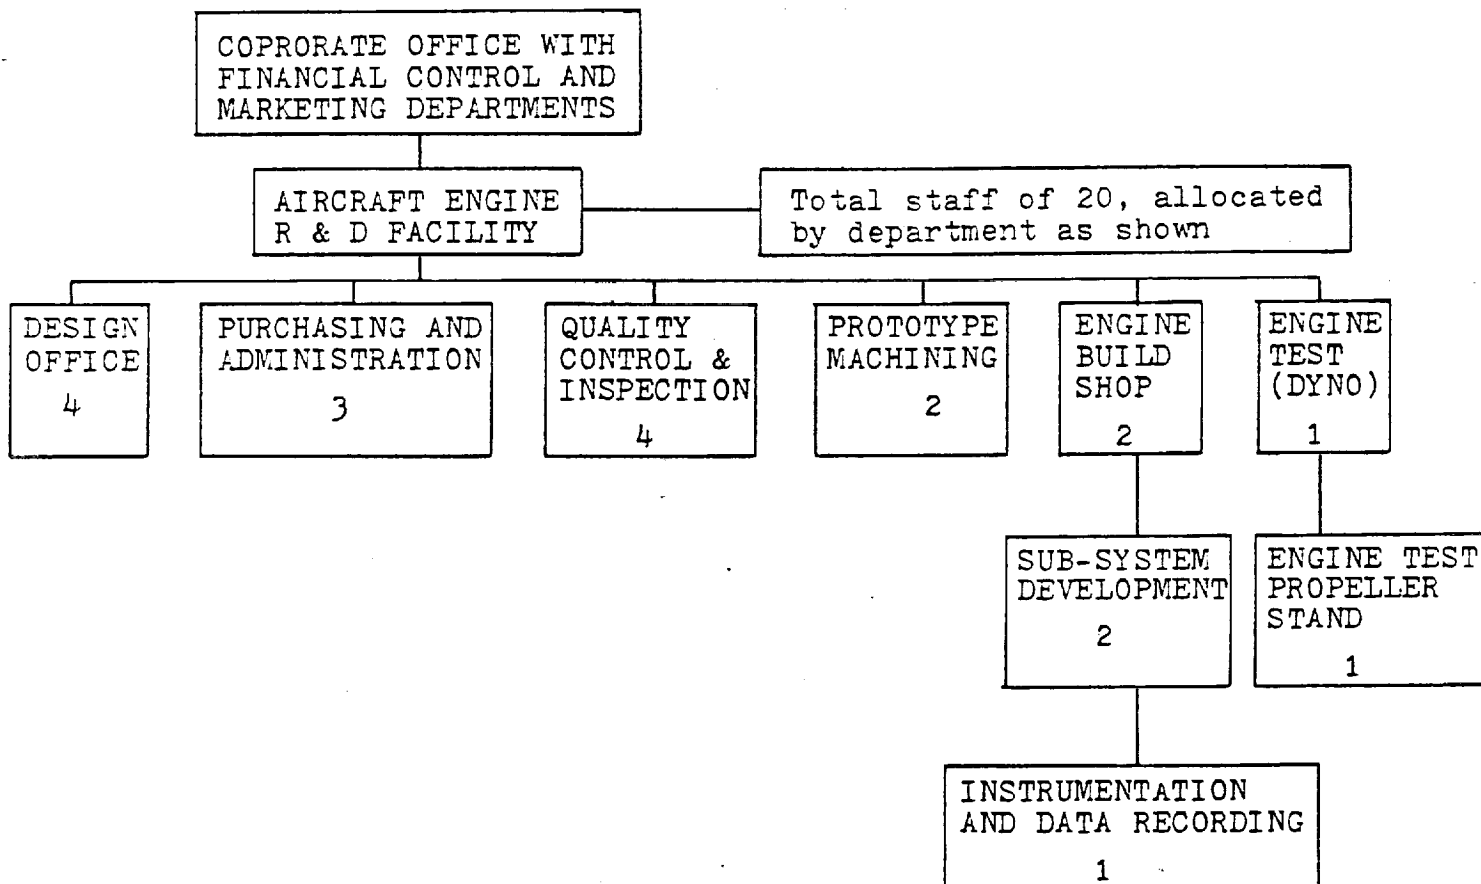 COPRORATE OFFICE WITH
FINANCIAL CONTROL AND
MARKETING DEPARTMENTS
AIRCRAFT ENGINE
R & D FACILITY
Total staff of 20, allocated
by department as shown
DESIGN
OFFICE
4
PURCHASING AND
ADMINISTRATION
3
QUALITY
CONTROL &
INSPECTION
4
PROTOTYPE
MACHINING
2
ENGINE
BUILD
SHOP
2
ENGINE
TEST
(DYNO)
1
SUB-SYSTEM
DEVELOPMENT
2
ENGINE TEST
PROPELLER
STAND
1
INSTRUMENTATION
AND DATA RECORDING
1